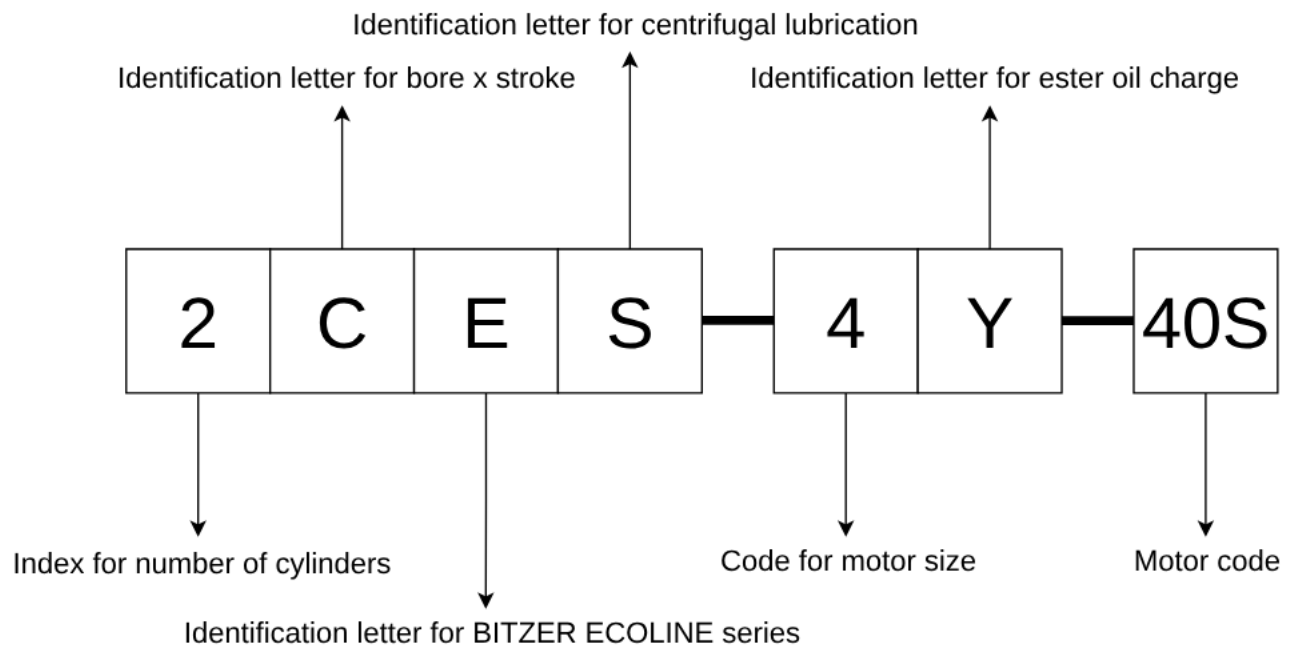 Identification letter for centrifugal lubrication
Identification letter for bore x stroke
Identification letter for ester oil charge
2 C E S 4 Y 40S
Index for number of cylinders
Code for motor size
Motor code
Identification letter for BITZER ECOLINE series